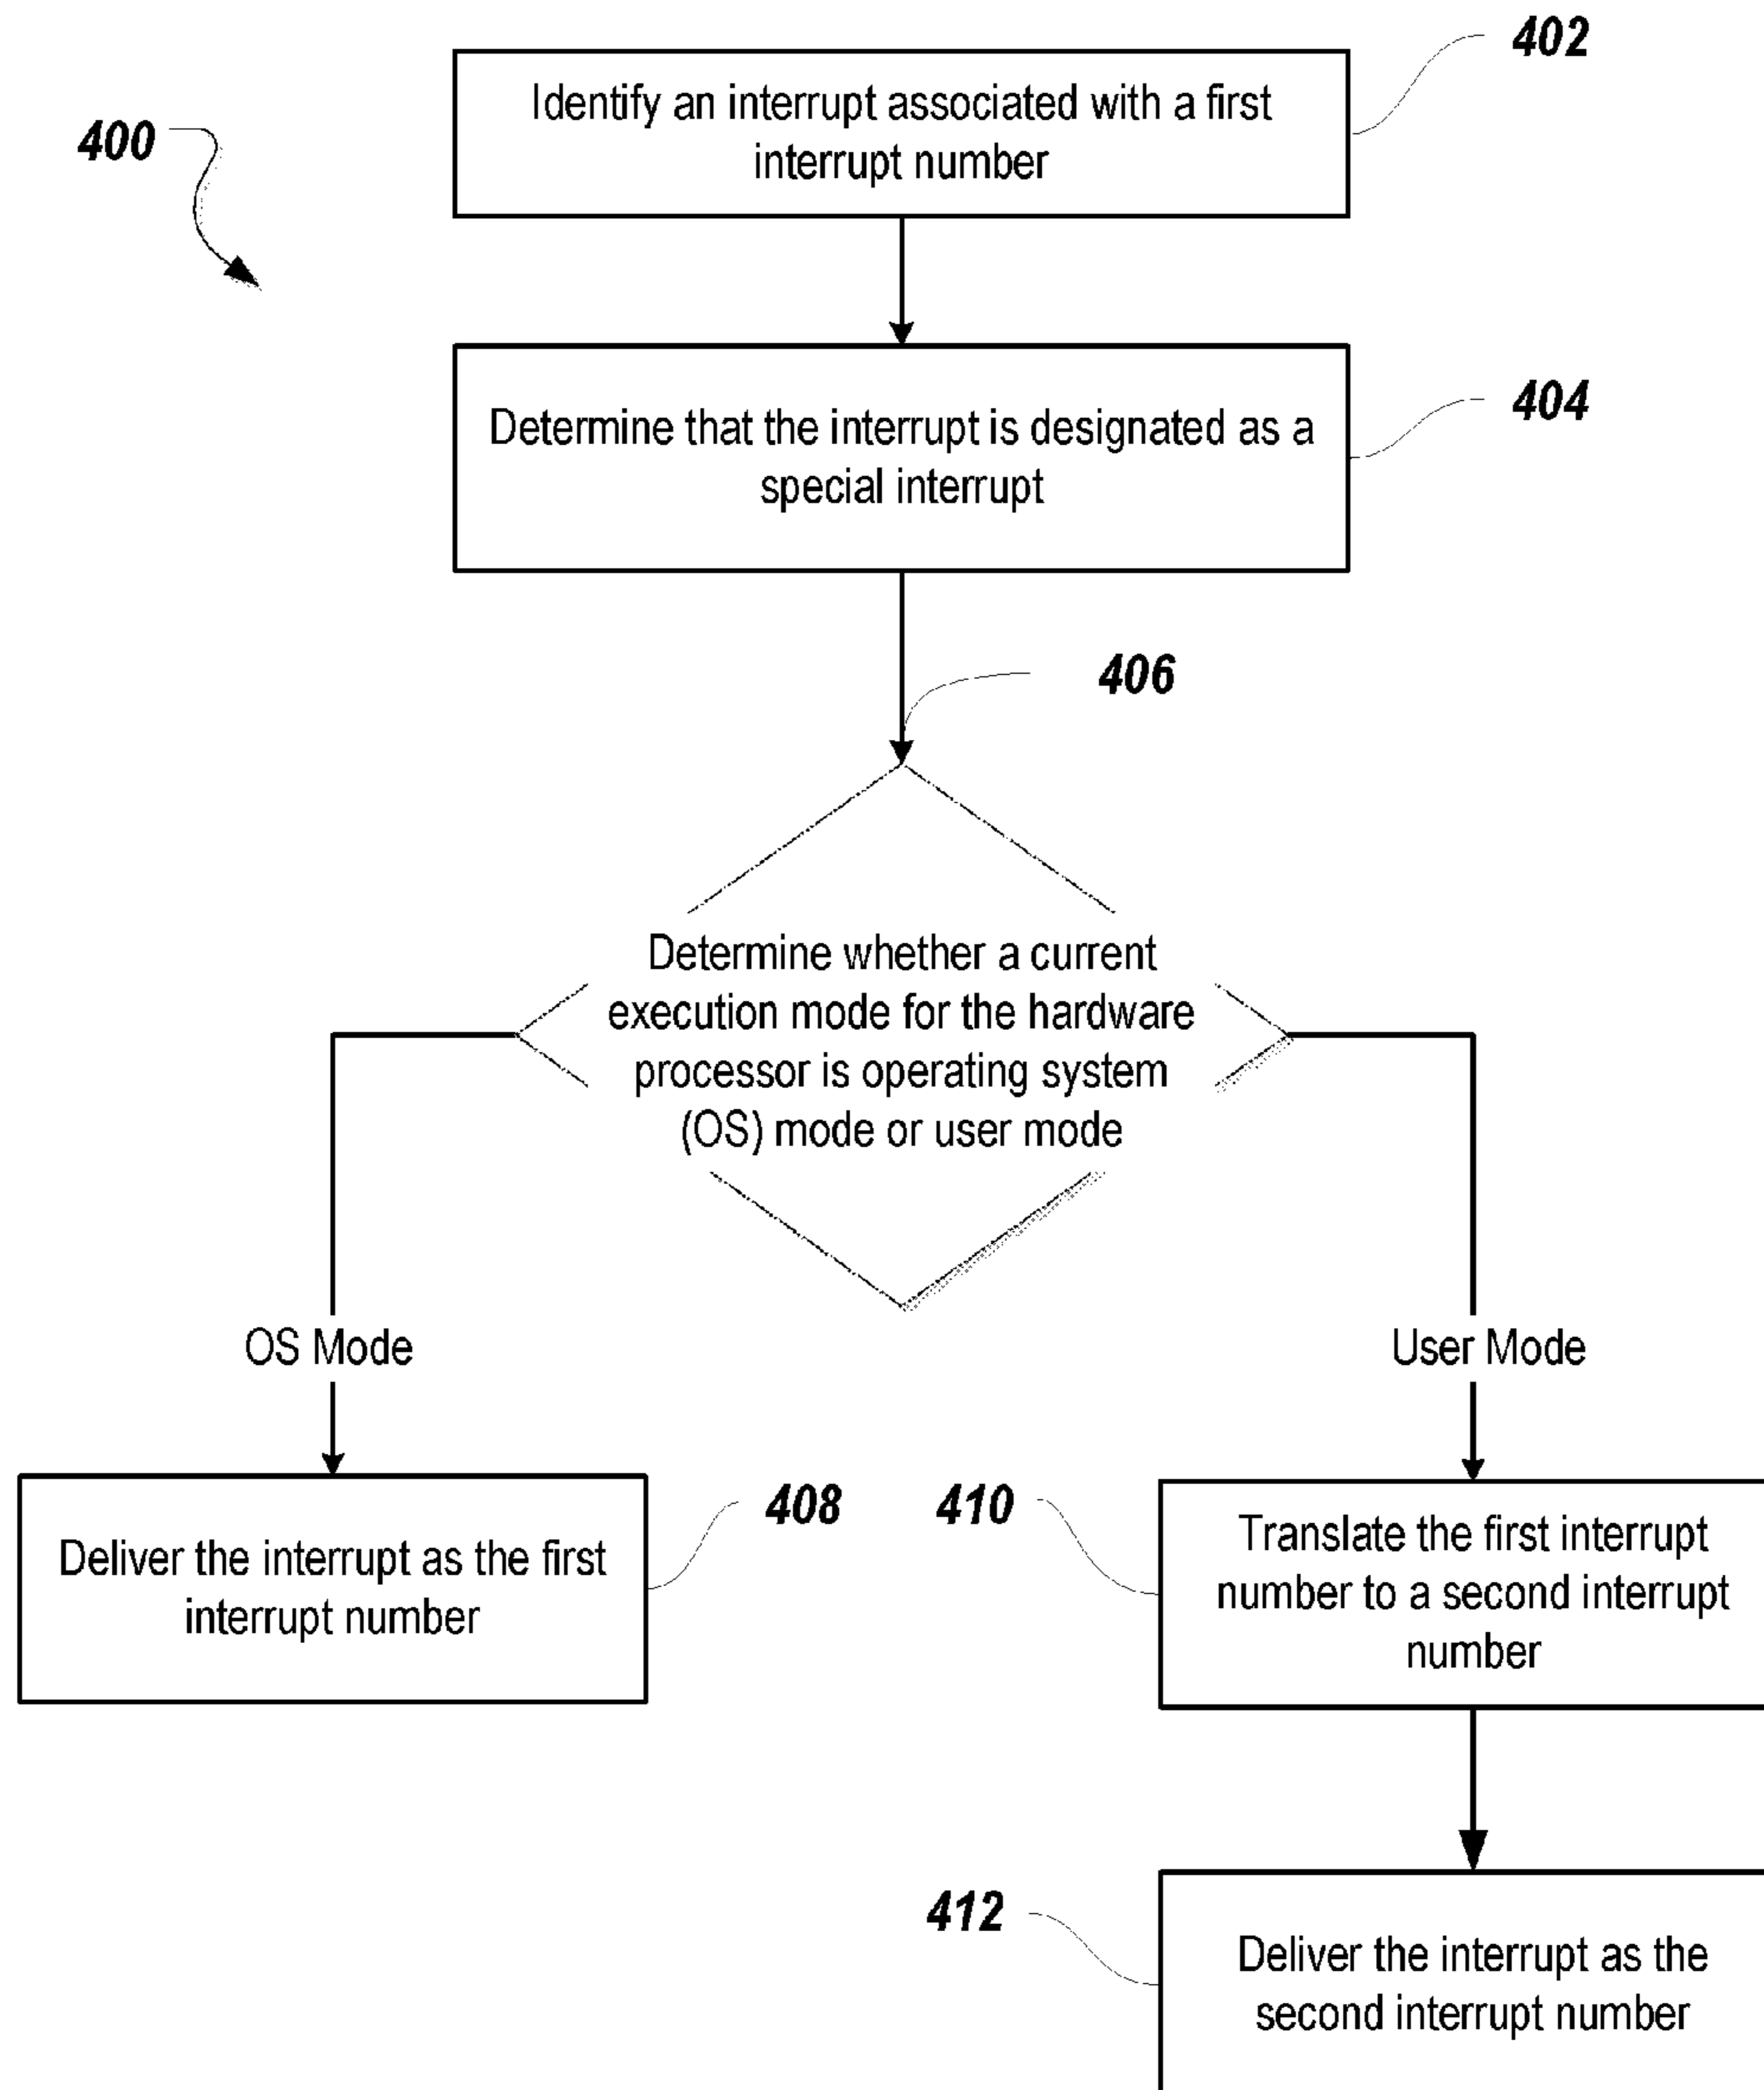 402
Identify an interrupt associated with a first
interrupt number
400
404
Determine that the interrupt is designated as a
special interrupt
406
Determine whether a current
execution mode for the hardware
processor is operating system
(OS) mode or user mode
OS Mode
User Mode
408
Deliver the interrupt as the first
interrupt number
410
Translate the first interrupt
number to a second interrupt
number
412
Deliver the interrupt as the
second interrupt number